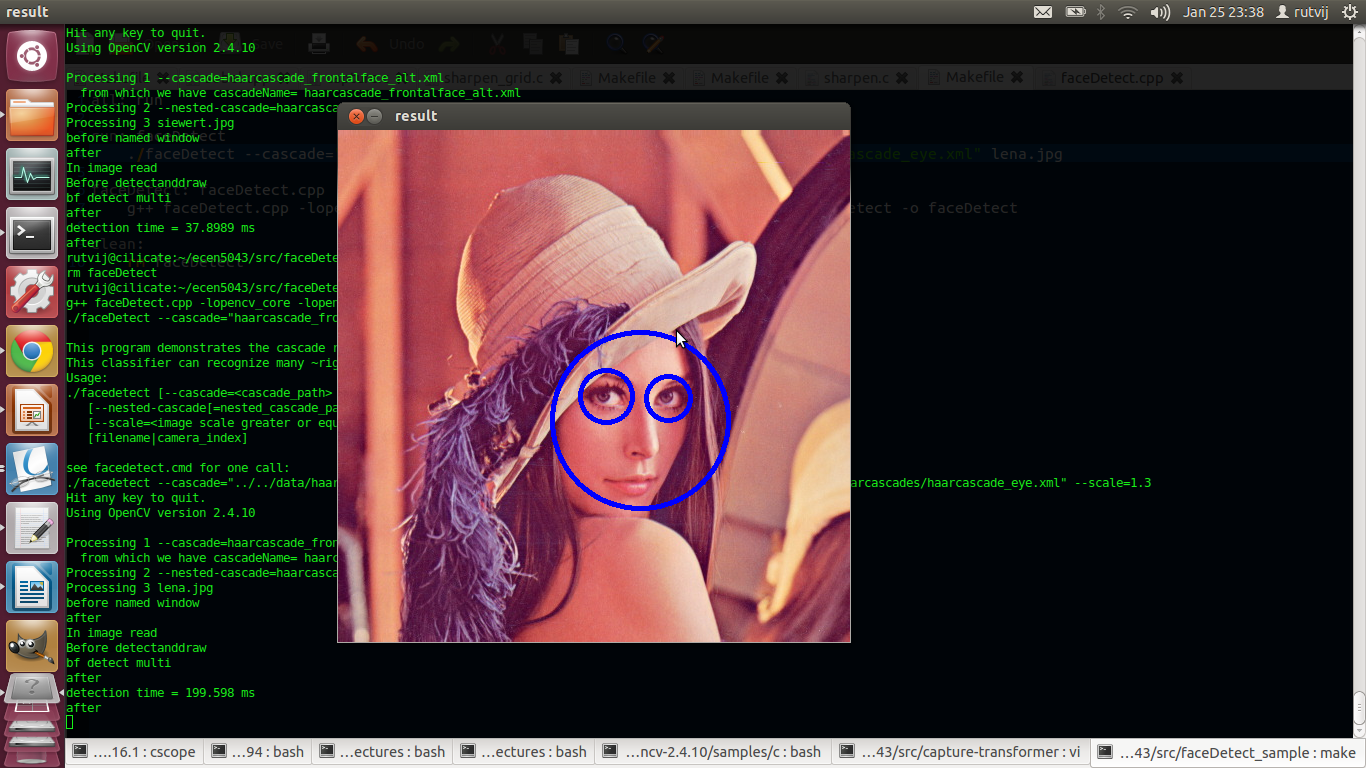 result
Jan 25 23:38 rutvij
Hit any key to quit.
Using OpenCV version 2.4.10
Save
Undo
Processing 1 --cascade=haarcascade_frontalface_alt.xml
sharpen_grid.c Makefile Makefile sharpen.c Makefile faceDetect.cpp
from which we have cascadeName= haarcascade_frontalface_alt.xml
Processing 2 --nested-cascade=haarcasca
result
Processing 3 siewert.jpg
before named window
after
./faceDetect --cascade= scade_eye.xml" lena.jpg
In image read
Before detectanddraw
faceDetect.cpp
bf detect multi
g++ faceDetect.cpp -lope etect -o faceDetect
after
detection time = 37.8989 ms
after
lean:
rutvij@cilicate:~/ecen5043/src/faceDete
rm faceDetect
rutvij@cilicate:~/ecen5043/src/faceDete
g++ faceDetect.cpp -lopencv_core -lopen
./faceDetect --cascade="haarcascade_fro
This program demonstrates the cascade r
This classifier can recognize many ~rig
Usage:
./facedetect [--cascade=<cascade_path>
[--nested-cascade[=nested_cascade_pa
[--scale=<image scale greater or equ
[filename|camera_index]
see facedetect.cmd for one call:
./facedetect --cascade="../../data/haar arcascades/haarcascade_eye.xml" --scale=1.3
Hit any key to quit.
Using OpenCV version 2.4.10
Processing 1 --cascade=haarcascade_fron
from which we have cascadeName= haarc
Processing 2 --nested-cascade=haarcasca
Processing 3 lena.jpg
before named window
after
In image read
Before detectanddraw
bf detect multi
after
detection time = 199.598 ms
after
….16.1 : cscope …94 : bash …ectures : bash …ectures : bash …ncv-2.4.10/samples/c : bash …43/src/capture-transformer : vi …43/src/faceDetect_sample : make